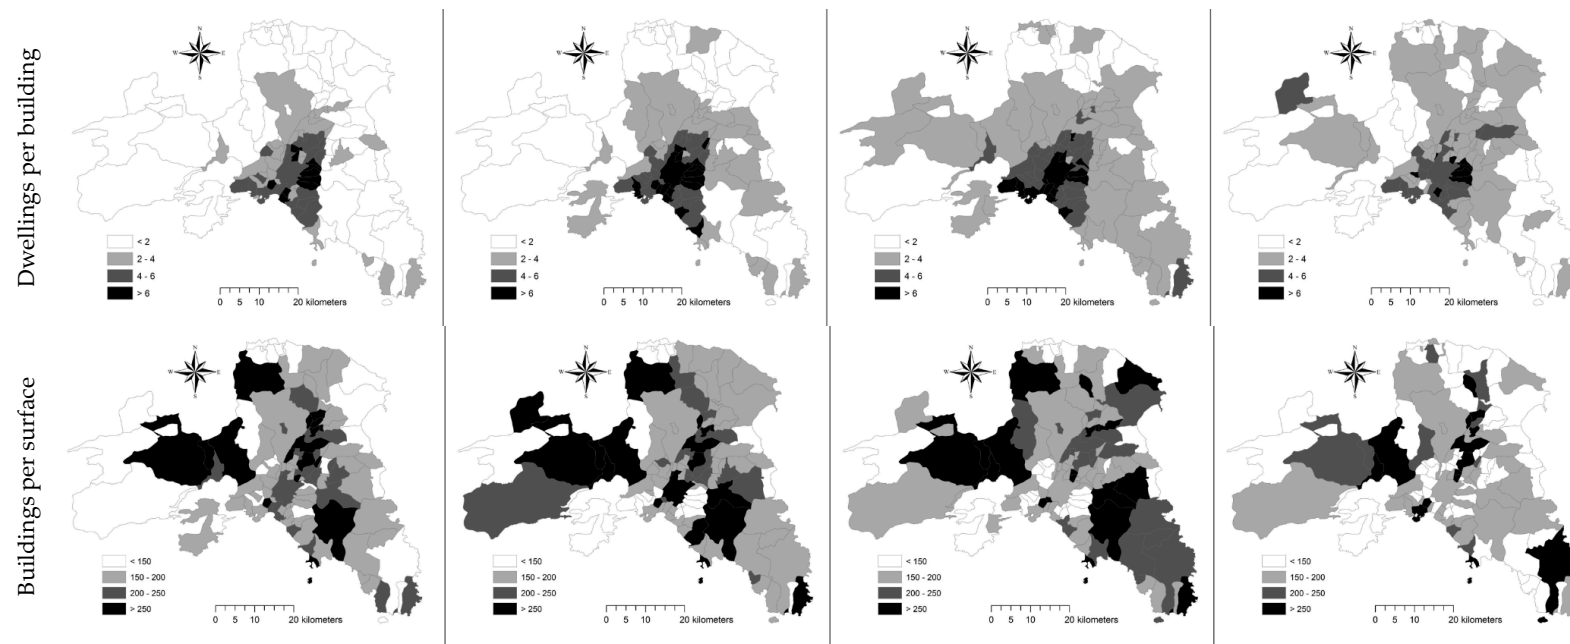 Dwellings per building
N
W E
S
< 2
2 - 4
4 - 6
> 6
0 5 10 20 kilometers
N
W E
S
< 2
2 - 4
4 - 6
> 6
0 5 10 20 kilometers
N
W E
S
< 2
2 - 4
4 - 6
> 6
0 5 10 20 kilometers
N
W E
S
< 2
2 - 4
4 - 6
> 6
0 5 10 20 kilometers
Buildings per surface
N
W E
S
< 150
150 - 200
200 - 250
> 250
0 5 10 20 kilometers
N
W E
S
< 150
150 - 200
200 - 250
> 250
0 5 10 20 kilometers
N
W E
S
< 150
150 - 200
200 - 250
> 250
0 5 10 20 kilometers
N
W E
S
< 150
150 - 200
200 - 250
> 250
0 5 10 20 kilometers